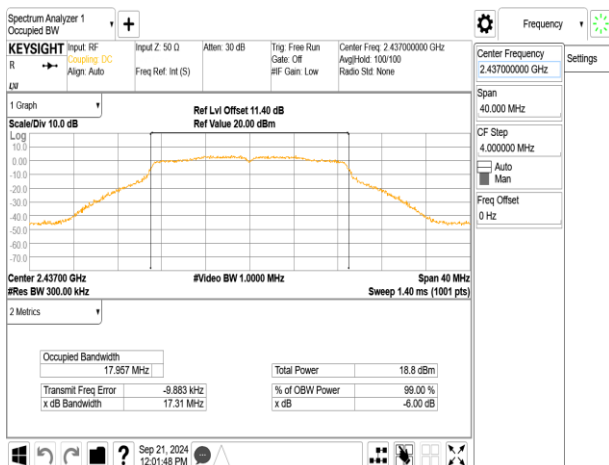 Spectrum Analyzer 1
Occupied BW
Frequency
KEYSIGHT
R
LXI
Input: RF
Coupling: DC
Align: Auto
Input Z: 50 Ω
Freq Ref: Int (S)
Atten: 30 dB
Trig: Free Run
Gate: Off
#IF Gain: Low
Center Freq: 2.437000000 GHz
Avg|Hold: 100/100
Radio Std: None
1 Graph
Scale/Div 10.0 dB
Ref Lvl Offset 11.40 dB
Ref Value 20.00 dBm
Log
10.0
0.00
-10.0
-20.0
-30.0
-40.0
-50.0
-60.0
-70.0
Center 2.43700 GHz
#Res BW 300.00 kHz
#Video BW 1.0000 MHz
Span 40 MHz
Sweep 1.40 ms (1001 pts)
2 Metrics
Occupied Bandwidth
17.957 MHz
Transmit Freq Error -9.883 kHz
x dB Bandwidth 17.31 MHz
Total Power 18.8 dBm
% of OBW Power 99.00 %
x dB -6.00 dB
Sep 21, 2024
12:01:48 PM
Center Frequency
2.437000000 GHz
Span
40.000 MHz
CF Step
4.000000 MHz
Auto
Man
Freq Offset
0 Hz
Settings